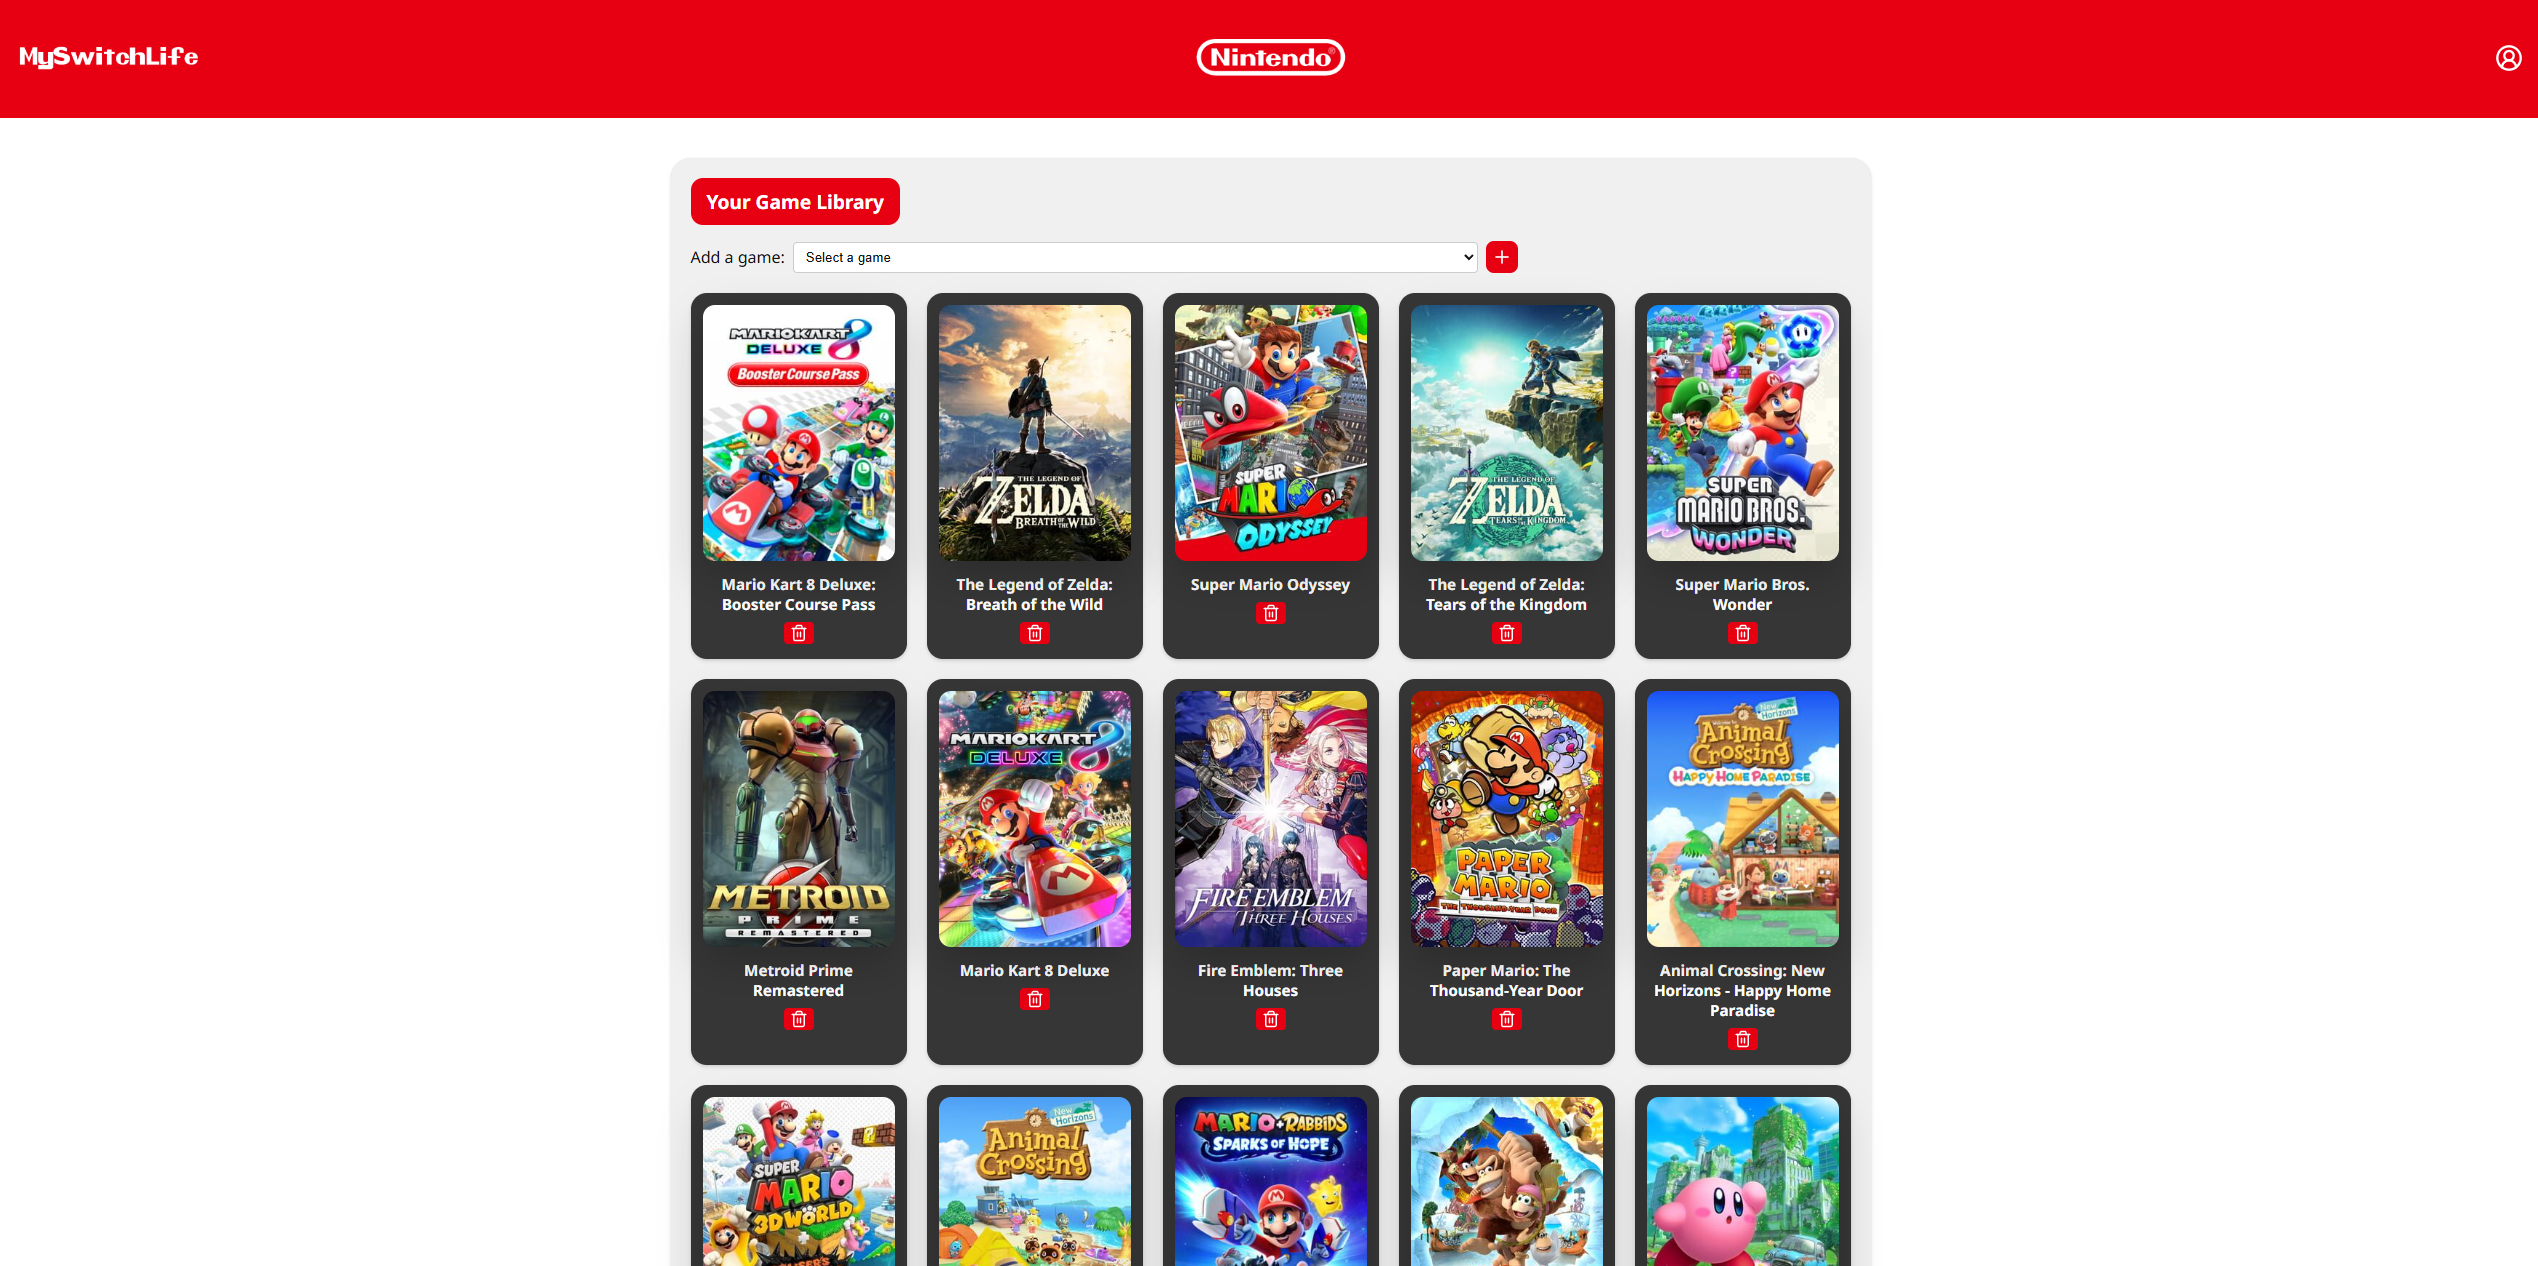 MySwitchLife
Nintendo®
Your Game Library
Add a game:
Select a game
MARIOKART 8
DELUXE
Booster Course Pass
THE LEGEND OF
ZELDA
BREATH OF THE WILD
SUPER
MARIO
ODYSSEY
THE LEGEND OF
ZELDA
TEARS OF THE KINGDOM
SUPER
MARIO BROS.
WONDER
Mario Kart 8 Deluxe:
Booster Course Pass
The Legend of Zelda:
Breath of the Wild
Super Mario Odyssey
The Legend of Zelda:
Tears of the Kingdom
Super Mario Bros.
Wonder
METROID
PRIME
REMASTERED
MARIOKART 8
DELUXE
FIRE EMBLEM
THREE HOUSES
PAPER
MARIO
THE THOUSAND-YEAR DOOR
New
Horizons
Animal
Crossing
HAPPY HOME PARADISE
Metroid Prime
Remastered
Mario Kart 8 Deluxe
Fire Emblem: Three
Houses
Paper Mario: The
Thousand-Year Door
Animal Crossing: New
Horizons - Happy Home
Paradise
SUPER
MARIO
3D WORLD
New
Horizons
Animal
Crossing
MARIO+RABBIDS
SPARKS OF HOPE